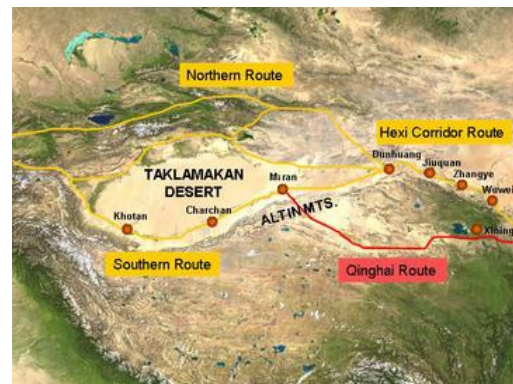 Northern Route
Hexi Corridor Route
Dunhuang
Jiuquan
Zhangye
Wuwei
TAKLAMAKAN
DESERT
Miran
Khotan
Charchan
ALTIN MTS.
Xining
Southern Route
Qinghai Route